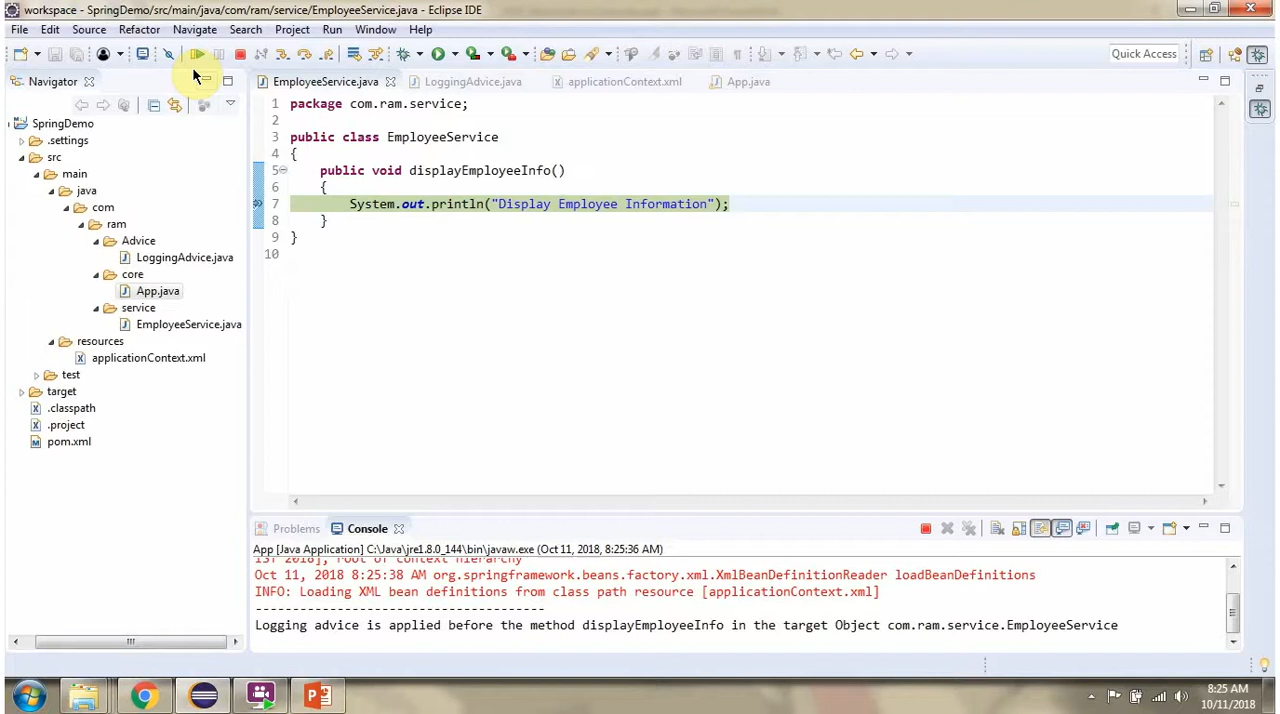 workspace - SpringDemo/src/main/java/com/ram/service/EmployeeService.java - Eclipse IDE
File Edit Source Refactor Navigate Search Project Run Window Help
Quick Access
Navigator
EmployeeService.java LoggingAdvice.java applicationContext.xml App.java
SpringDemo
.settings
src
main
java
com
ram
Advice
LoggingAdvice.java
core
App.java
service
EmployeeService.java
resources
applicationContext.xml
test
target
.classpath
.project
pom.xml
1 package com.ram.service;
2
3 public class EmployeeService
4 {
5 public void displayEmployeeInfo()
6 {
7 System.out.println("Display Employee Information");
8 }
9 }
10
Problems Console
App [Java Application] C:\Java\jre1.8.0_144\bin\javaw.exe (Oct 11, 2018, 8:25:36 AM)
IST 2018]; root of context hierarchy
Oct 11, 2018 8:25:38 AM org.springframework.beans.factory.xml.XmlBeanDefinitionReader loadBeanDefinitions
INFO: Loading XML bean definitions from class path resource [applicationContext.xml]
---------------------------------------
Logging advice is applied before the method displayEmployeeInfo in the target Object com.ram.service.EmployeeService
8:25 AM
10/11/2018